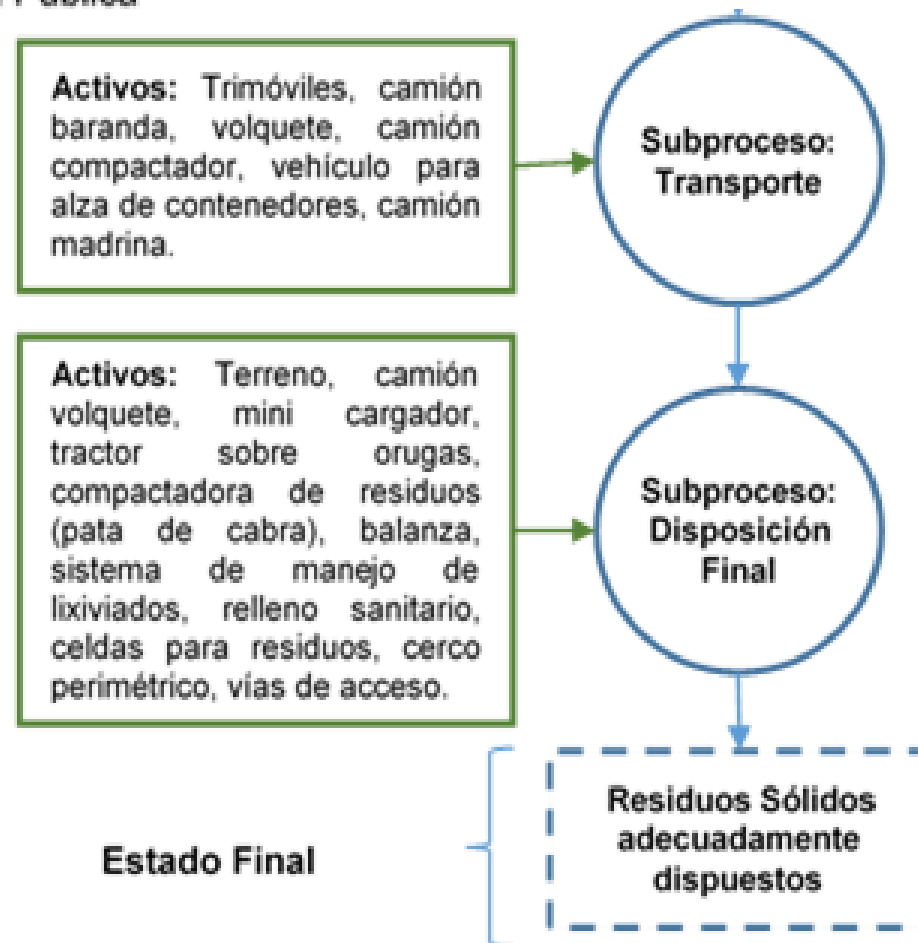 Activos: Trimóviles, camión
baranda, volquete, camión
compactador, vehículo para
alza de contenedores, camión
madrina.
Subproceso:
Transporte
Activos: Terreno, camión
volquete, mini cargador,
tractor sobre orugas,
compactadora de residuos
(pata de cabra), balanza,
sistema de manejo de
lixiviados, relleno sanitario,
celdas para residuos, cerco
perimétrico, vías de acceso.
Subproceso:
Disposición
Final
Estado Final
Residuos Sólidos
adecuadamente
dispuestos